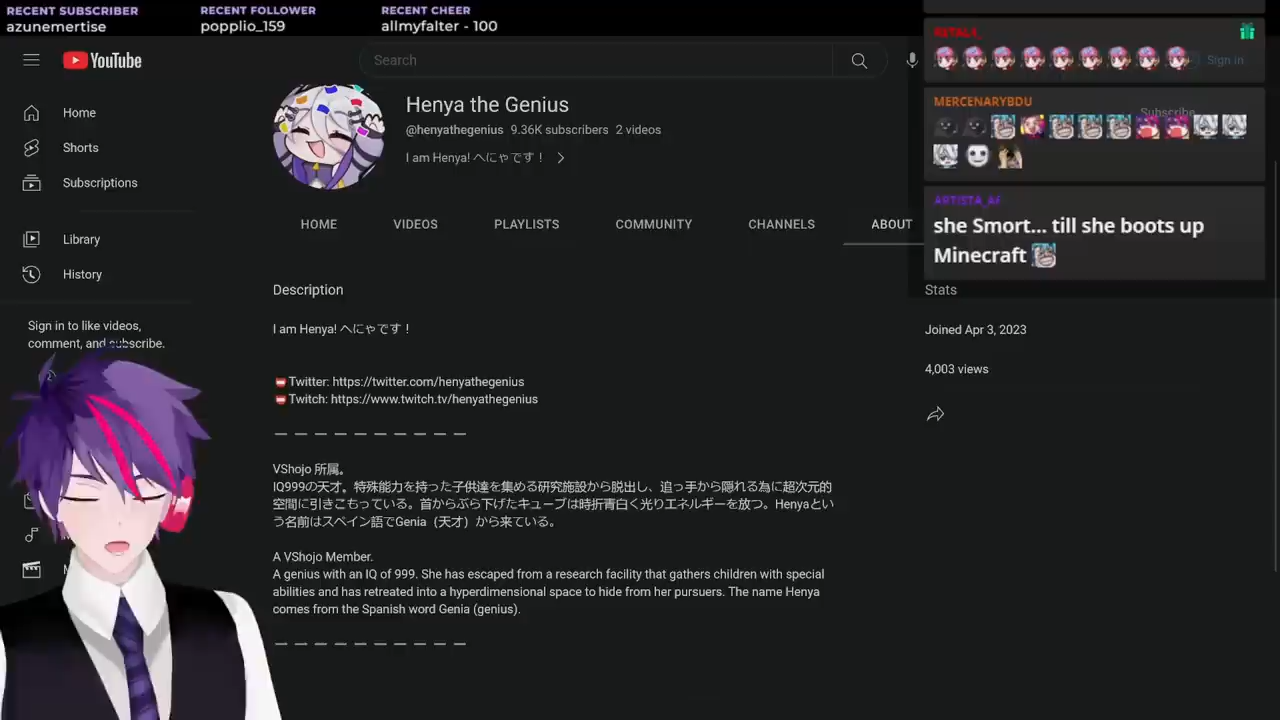 RECENT SUBSCRIBER
azunemertise
RECENT FOLLOWER
popplio_159
RECENT CHEER
allmyfalter - 100
YouTube
Search
Sign in
Home
Shorts
Subscriptions
Library
History
Sign in to like videos,
comment, and subscribe.
Henya the Genius
@henyathegenius 9.36K subscribers 2 videos
I am Henya! へにゃです！
Subscribe
HOME
VIDEOS
PLAYLISTS
COMMUNITY
CHANNELS
ABOUT
MERCENARYBDU
ARTISTA_AF
she Smort... till she boots up
Minecraft
Description
I am Henya! へにゃです！
Twitter: https://twitter.com/henyathegenius
Twitch: https://www.twitch.tv/henyathegenius
— — — — — — — — — —
VShojo 所属。
IQ999の天才。特殊能力を持った子供達を集める研究施設から脱出し、追っ手から隠れる為に超次元的
空間に引きこもっている。首からぶら下げたキューブは時折青白く光りエネルギーを放つ。Henyaとい
う名前はスペイン語でGenia（天才）から来ている。
A VShojo Member.
A genius with an IQ of 999. She has escaped from a research facility that gathers children with special
abilities and has retreated into a hyperdimensional space to hide from her pursuers. The name Henya
comes from the Spanish word Genia (genius).
— — — — — — — — — —
Stats
Joined Apr 3, 2023
4,003 views